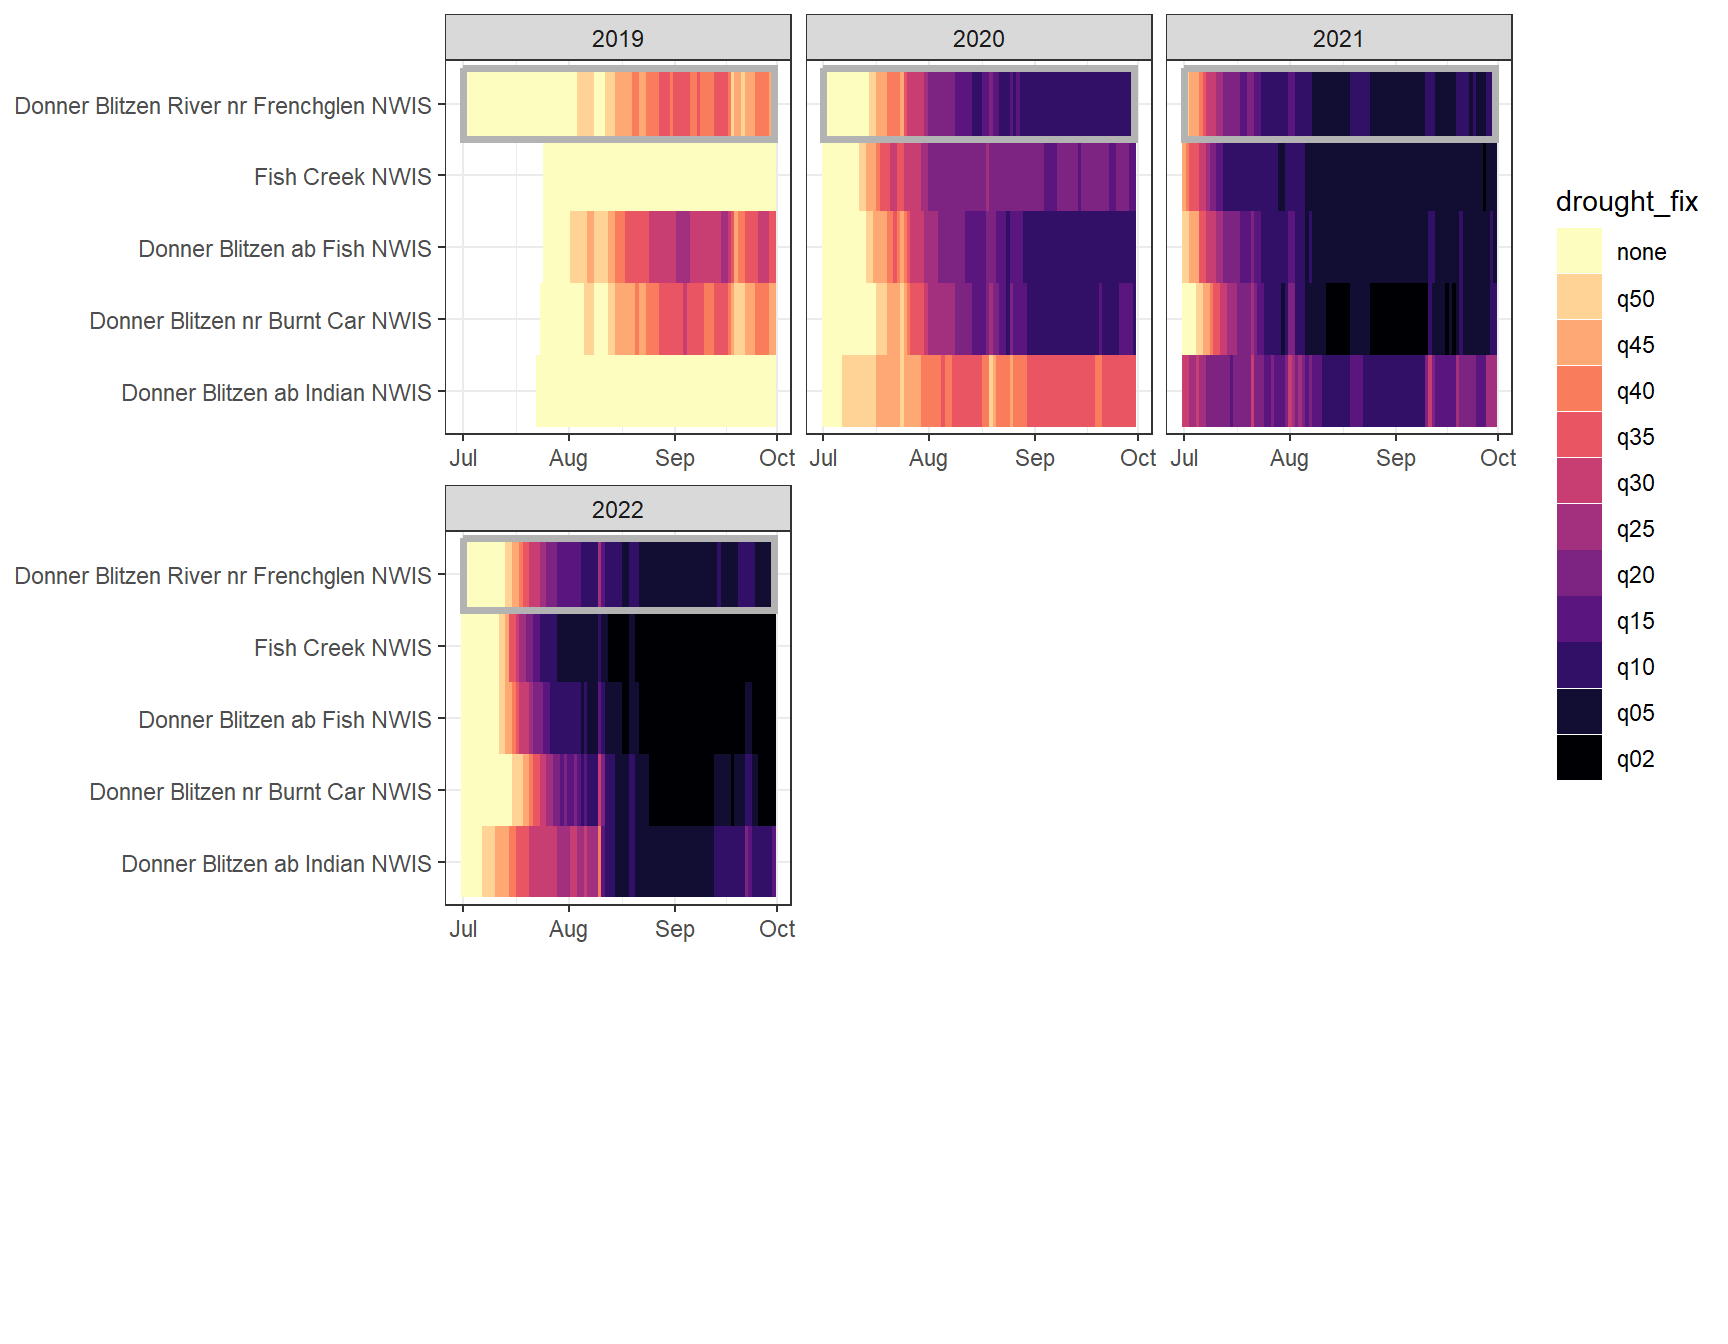 2019
2020
2021
Donner Blitzen River nr Frenchglen NWIS
Fish Creek NWIS
Donner Blitzen ab Fish NWIS
Donner Blitzen nr Burnt Car NWIS
Donner Blitzen ab Indian NWIS
Jul Aug Sep Oct
Jul Aug Sep Oct
Jul Aug Sep Oct
2022
Donner Blitzen River nr Frenchglen NWIS
Fish Creek NWIS
Donner Blitzen ab Fish NWIS
Donner Blitzen nr Burnt Car NWIS
Donner Blitzen ab Indian NWIS
Jul Aug Sep Oct
drought_fix
none
q50
q45
q40
q35
q30
q25
q20
q15
q10
q05
q02